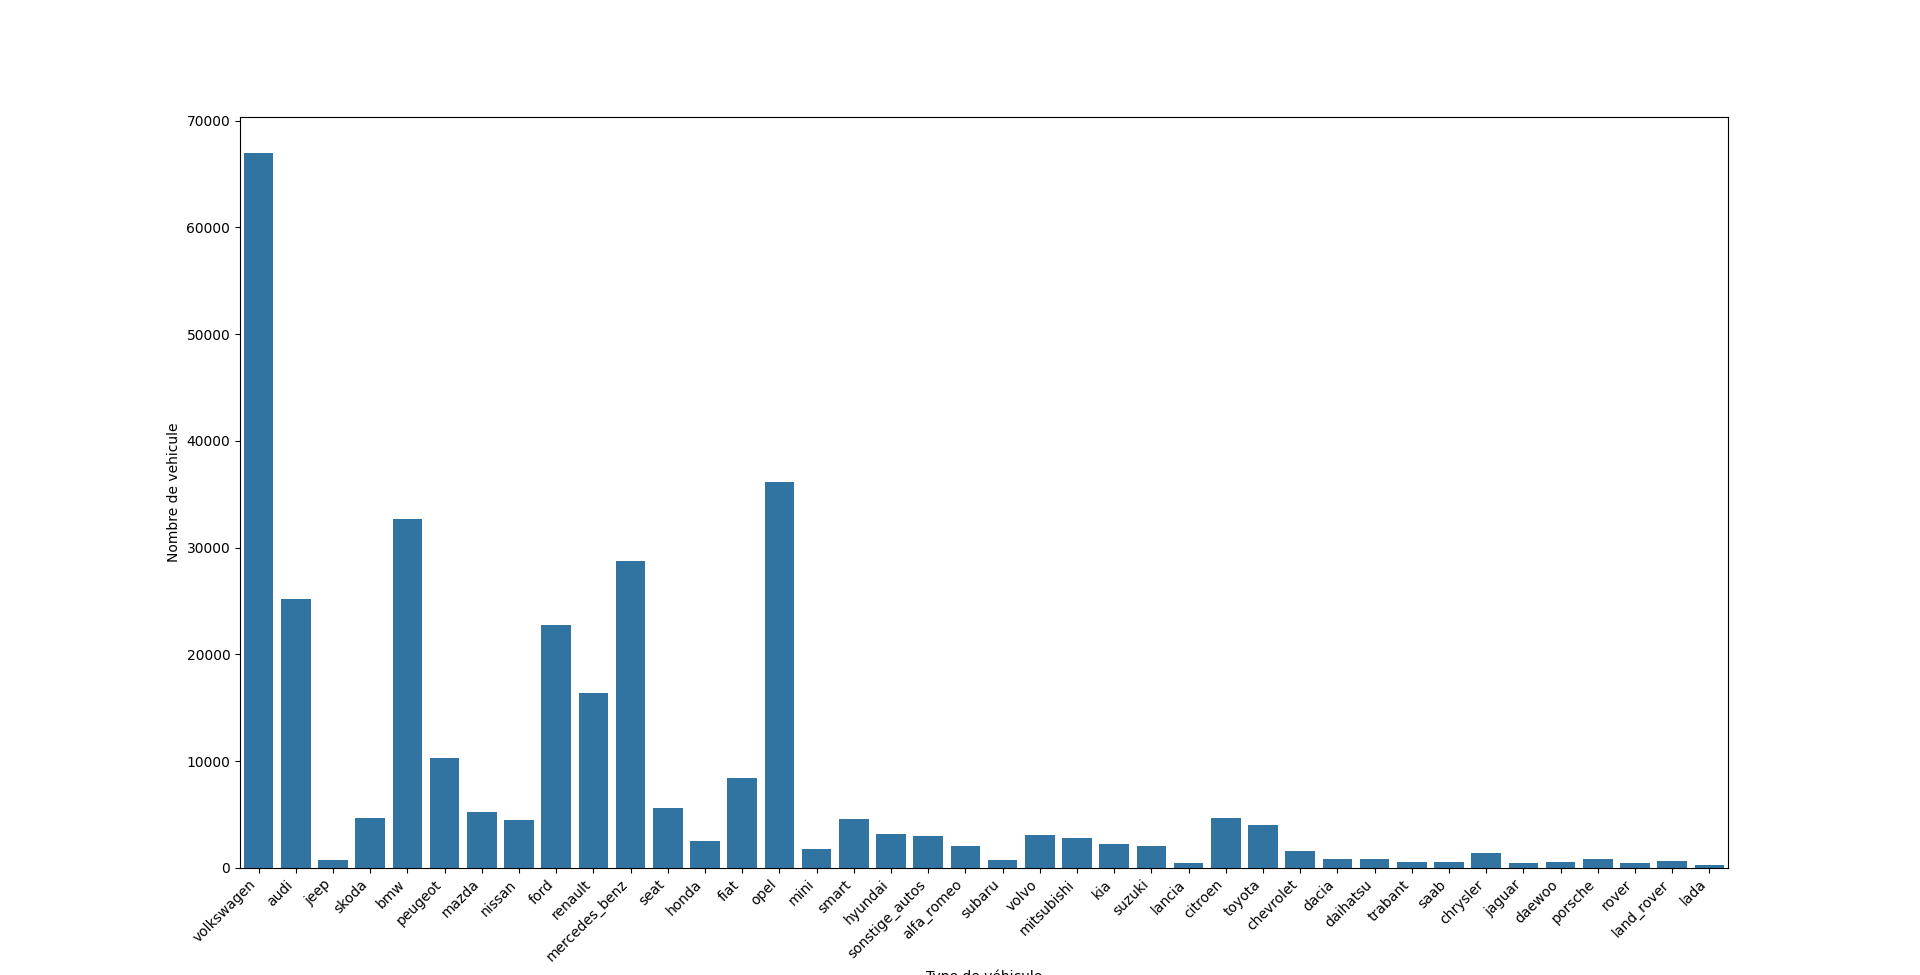 70000
60000
50000
40000
30000
20000
10000
0
Nombre de vehicule
volkswagen
audi
jeep
skoda
bmw
peugeot
mazda
nissan
ford
renault
mercedes_benz
seat
honda
fiat
opel
mini
smart
hyundai
sonstige_autos
alfa_romeo
subaru
volvo
mitsubishi
kia
suzuki
lancia
citroen
toyota
chevrolet
dacia
daihatsu
trabant
saab
chrysler
jaguar
daewoo
porsche
rover
land_rover
lada
Type de véhicule